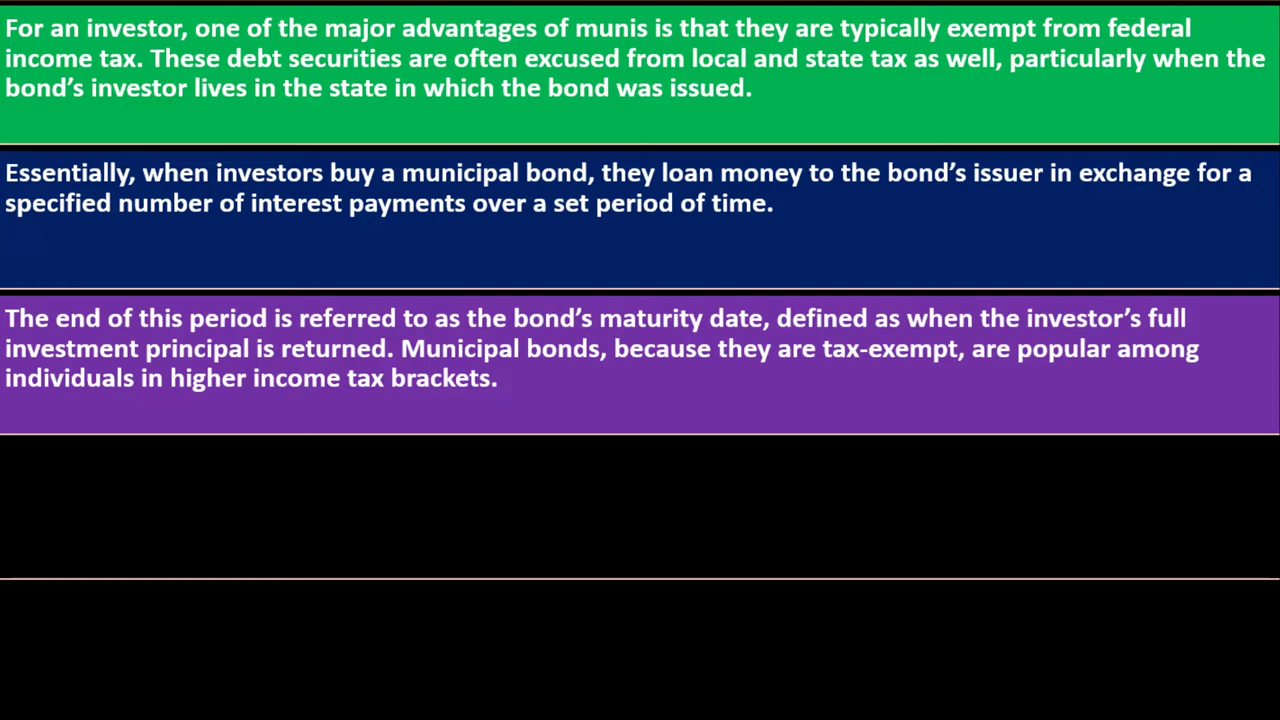 For an investor, one of the major advantages of munis is that they are typically exempt from federal
income tax. These debt securities are often excused from local and state tax as well, particularly when the
bond’s investor lives in the state in which the bond was issued.
Essentially, when investors buy a municipal bond, they loan money to the bond’s issuer in exchange for a
specified number of interest payments over a set period of time.
The end of this period is referred to as the bond’s maturity date, defined as when the investor’s full
investment principal is returned. Municipal bonds, because they are tax-exempt, are popular among
individuals in higher income tax brackets.